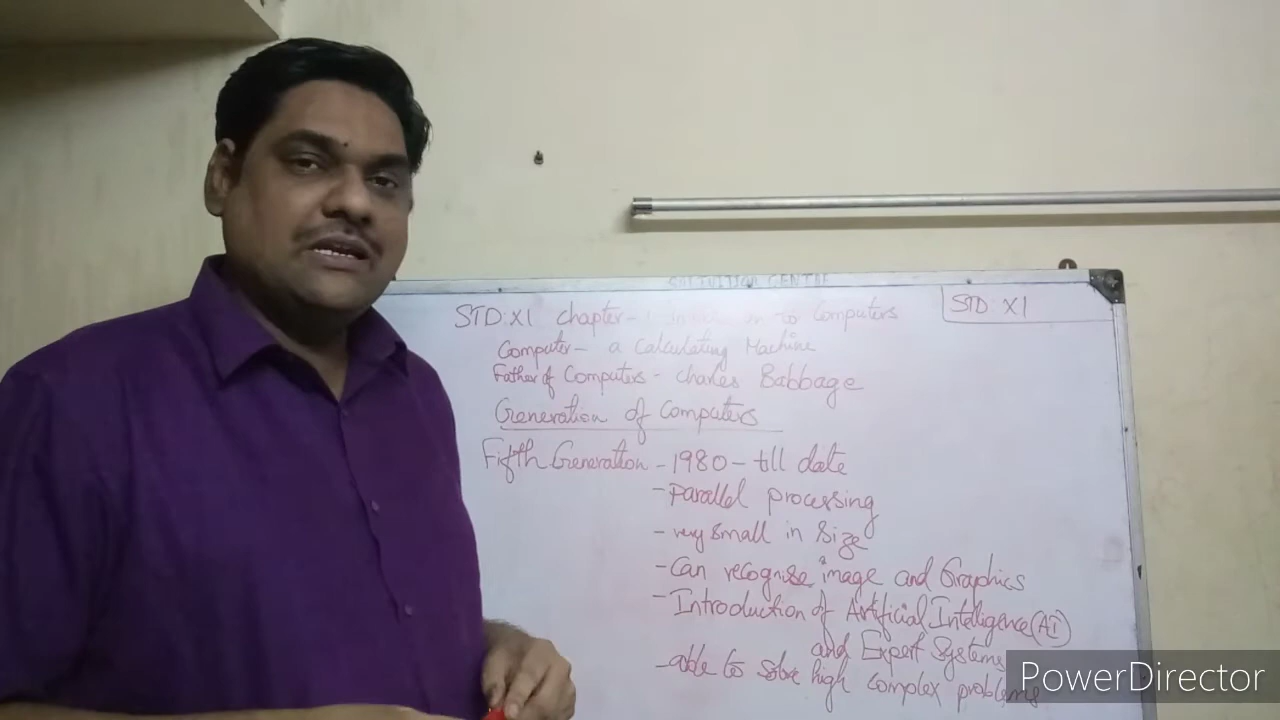 TUITION CENTRE
STD: XI Chapter - to Computers
STD: XI
Computer - a Calculating Machine
Father of Computers - Charles Babbage
Generation of Computers
Fifth Generation - 1980 - till date
- Parallel processing
- very small in Size
- Can recognise image and Graphics
- Introduction of Artificial Intelligence (AI)
and Expert Systems
- able to solve high complex problems
PowerDirector